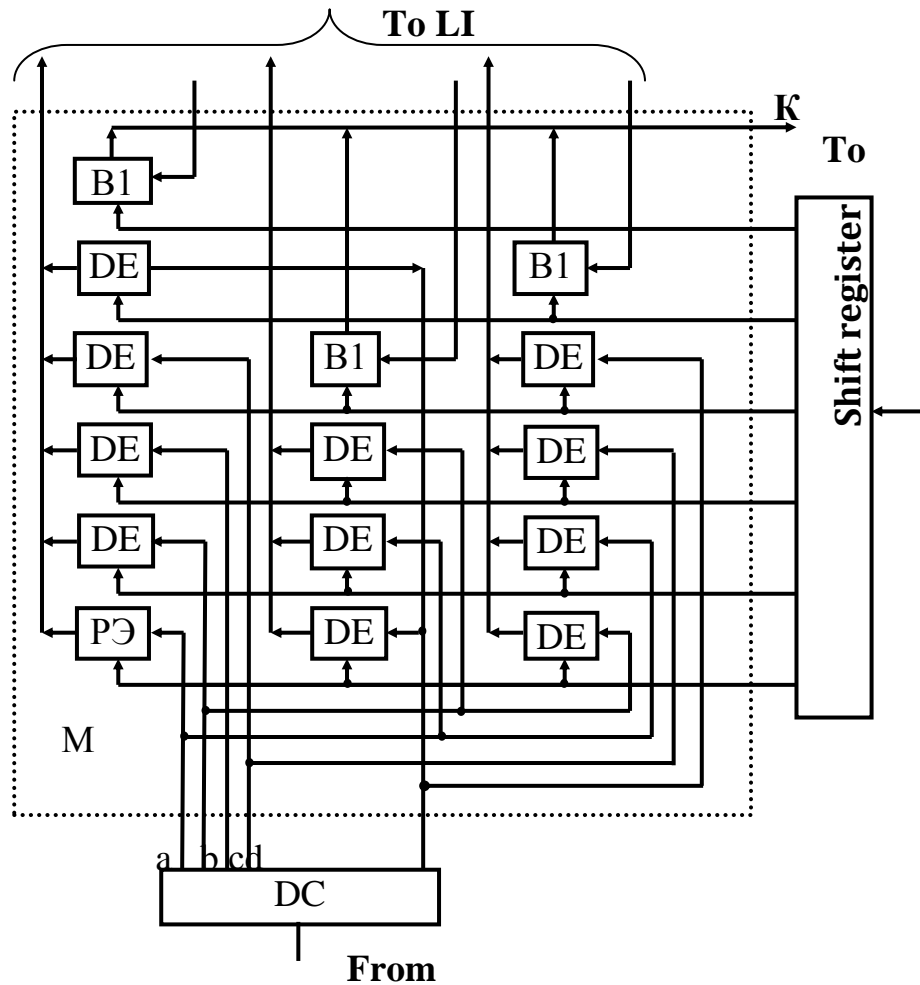 To LI
К
To
B1
Shift register
DE
B1
DE
B1
DE
DE
DE
DE
DE
DE
DE
РЭ
DE
DE
M
a b cd
DC
From